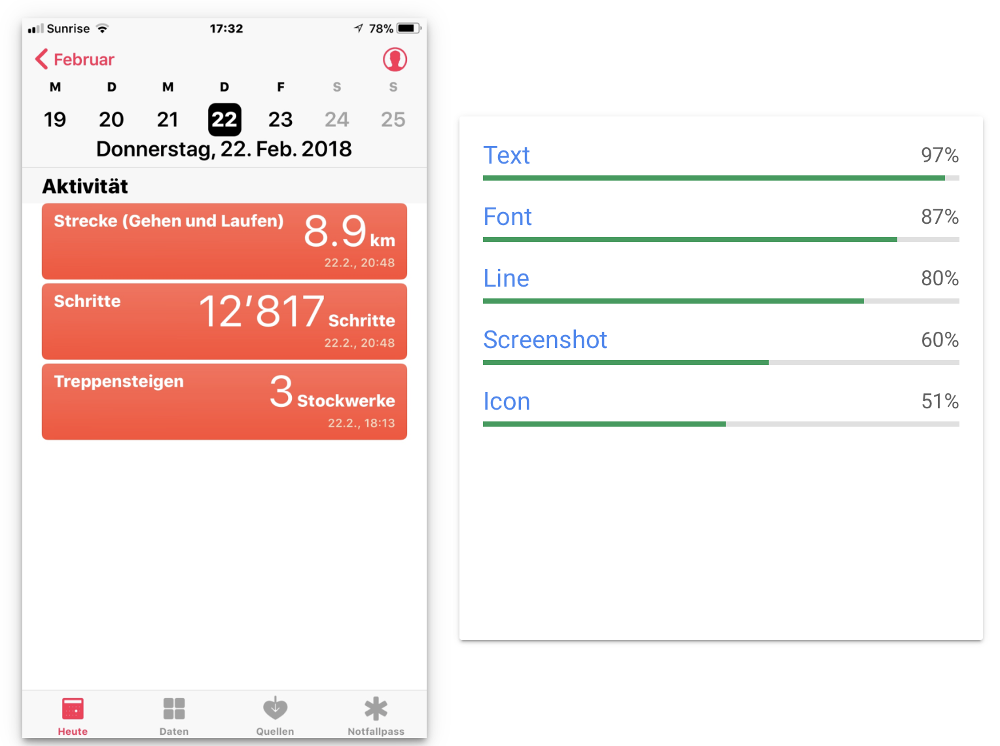 Sunrise 17:32 78%
Februar
M D M D F S S
19 20 21 22 23 24 25
Donnerstag, 22. Feb. 2018
Aktivität
Strecke (Gehen und Laufen) 8.9 km
22.2., 20:48
Schritte 12’817 Schritte
22.2., 20:48
Treppensteigen 3 Stockwerke
22.2., 18:13
Heute Daten Quellen Notfallpass
Text 97%
Font 87%
Line 80%
Screenshot 60%
Icon 51%